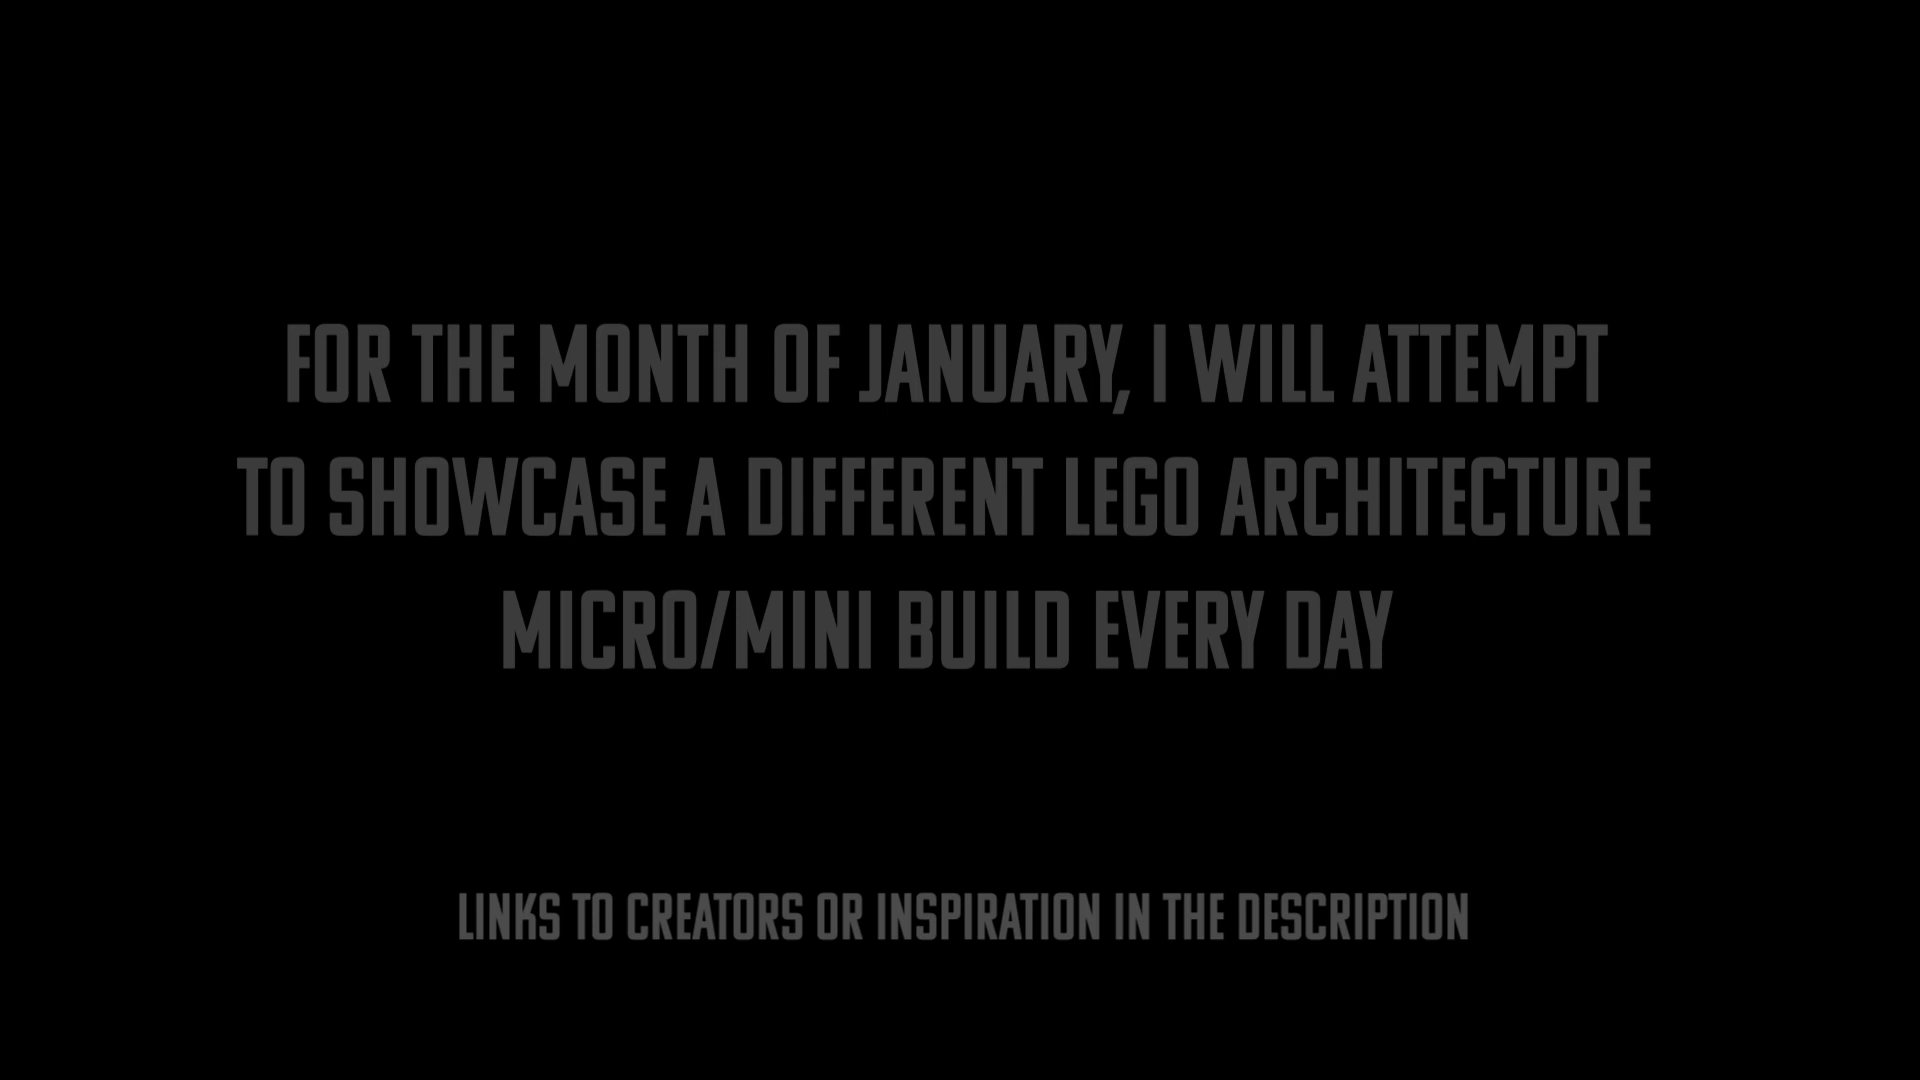 FOR THE MONTH OF JANUARY, I WILL ATTEMPT
TO SHOWCASE A DIFFERENT LEGO ARCHITECTURE
MICRO/MINI BUILD EVERY DAY
LINKS TO CREATORS OR INSPIRATION IN THE DESCRIPTION